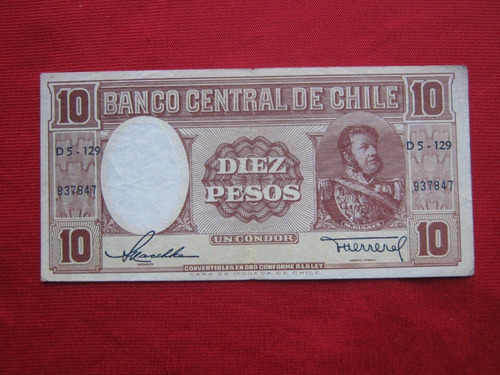 10 BANCO CENTRAL DE CHILE 10
D 5 - 129 D 5 - 129
DIEZ
937847 937847
PESOS
M. BULNES
10 UN CONDOR 10
CONVERTIBLES EN ORO CONFORME A LA LEY
CASA DE MONEDA DE CHILE